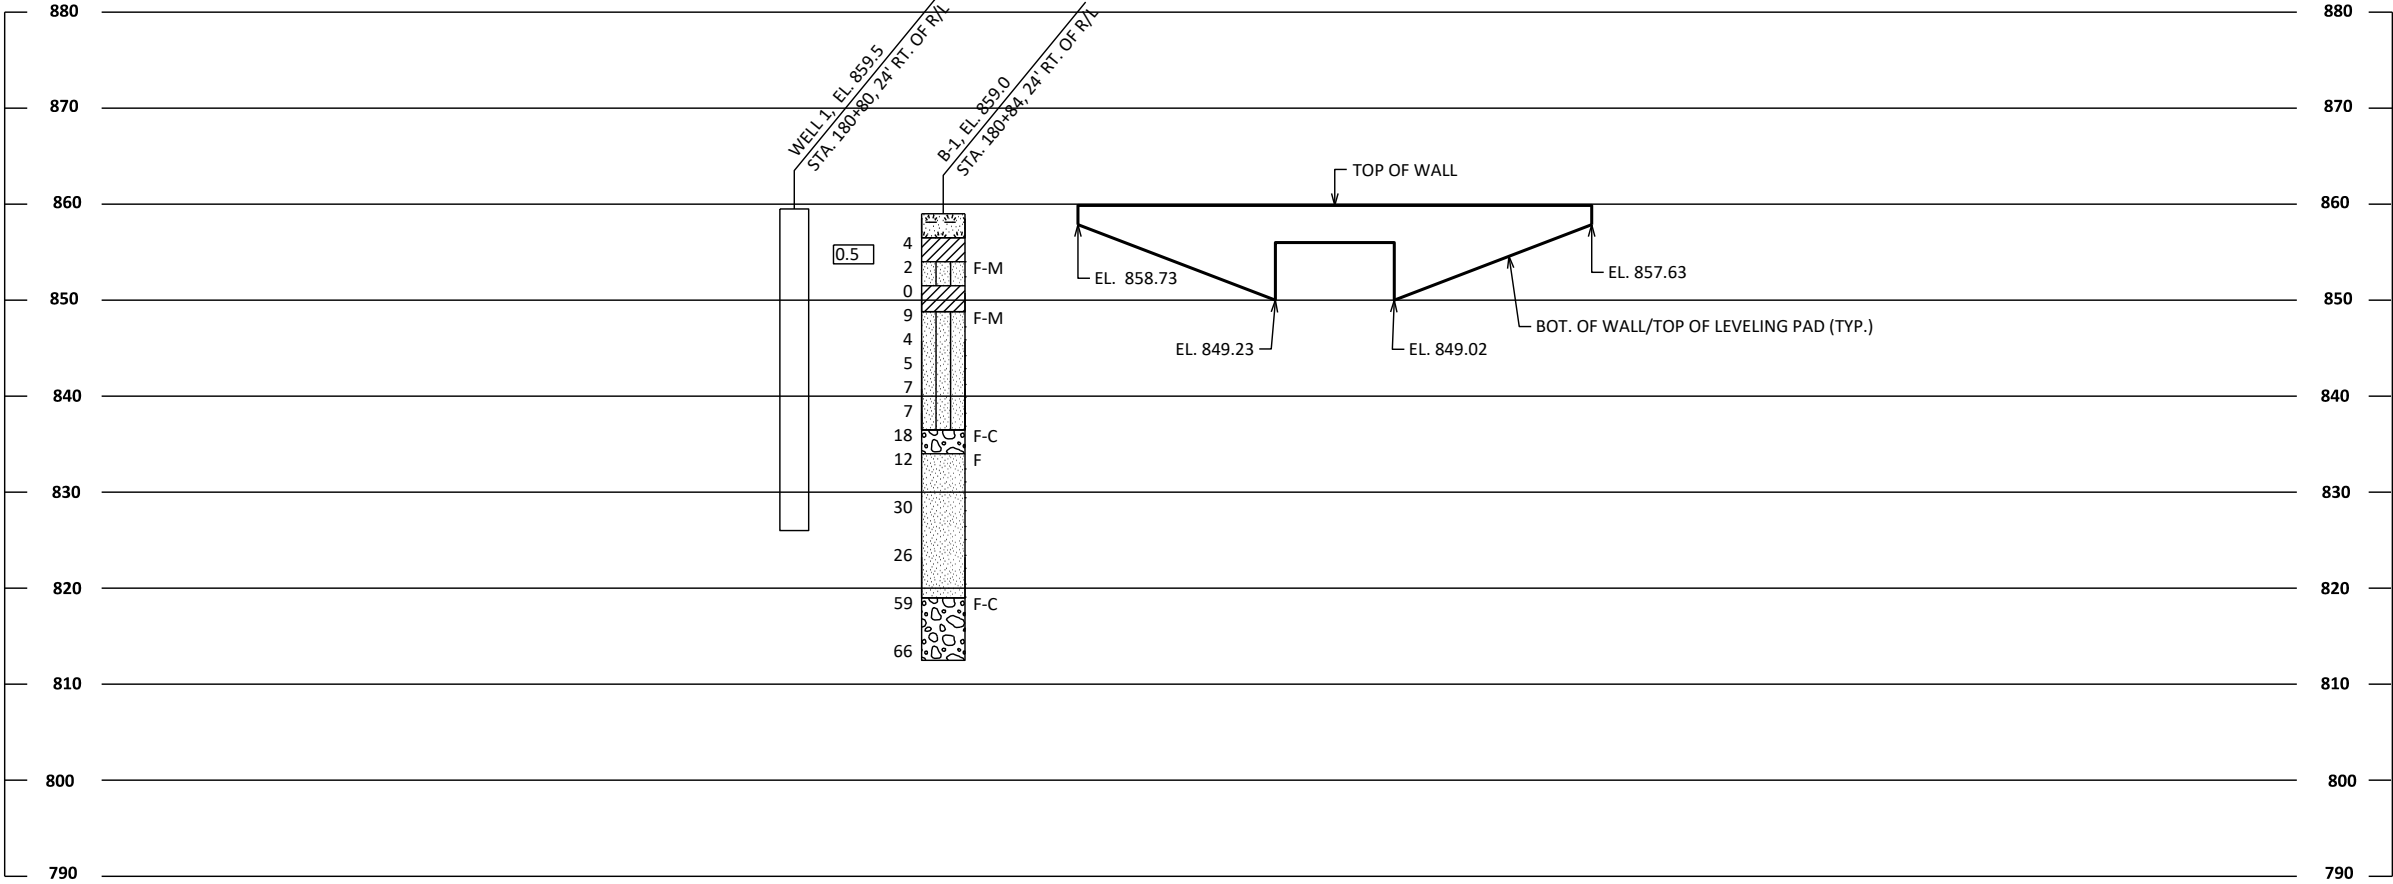 880
880
WELL 1,  EL. 859.5
STA. 180+80, 24' RT. OF R/L
B-1, EL. 859.0
STA. 180+84, 24' RT. OF R/L
870
870
TOP OF WALL
860
860
4
0.5
2
F-M
EL.  858.73
EL. 857.63
0
850
850
9
F-M
BOT. OF WALL/TOP OF LEVELING PAD (TYP.)
4
EL. 849.23
EL. 849.02
5
7
840
840
7
18
F-C
12
F
830
830
30
26
820
820
59
F-C
66
810
810
800
800
790
790